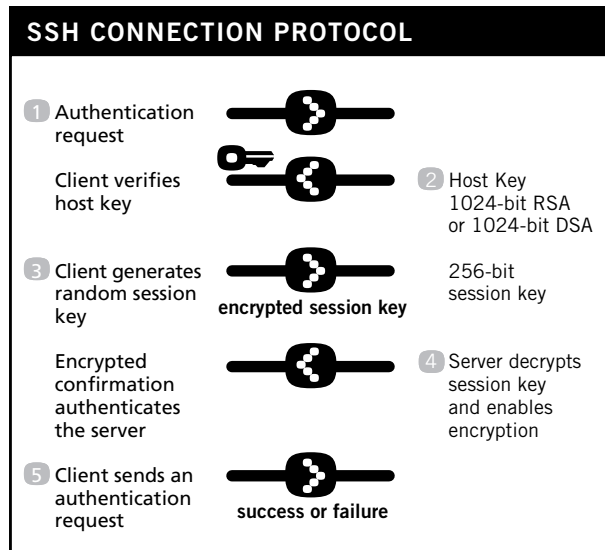 SSH CONNECTION PROTOCOL
1 Authentication
request
Client verifies
host key
2 Host Key
1024-bit RSA
or 1024-bit DSA
3 Client generates
random session
key
encrypted session key
256-bit
session key
Encrypted
confirmation
authenticates
the server
4 Server decrypts
session key
and enables
encryption
5 Client sends an
authentication
request
success or failure